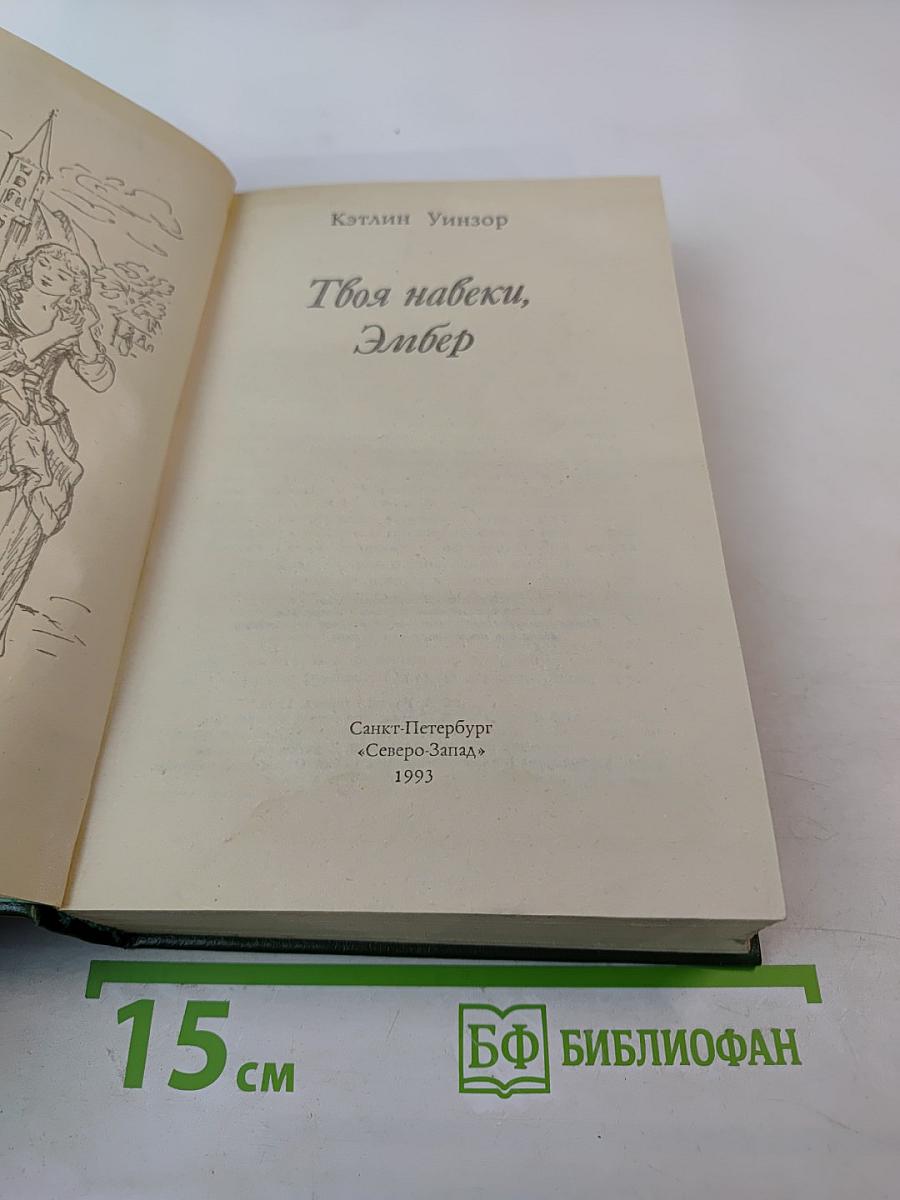 Кэтлин Уинзор
Твоя навеки,
Эмбер
Санкт-Петербург
«Северо-Запад»
1993
15 см
БФ БИБЛИОФАН